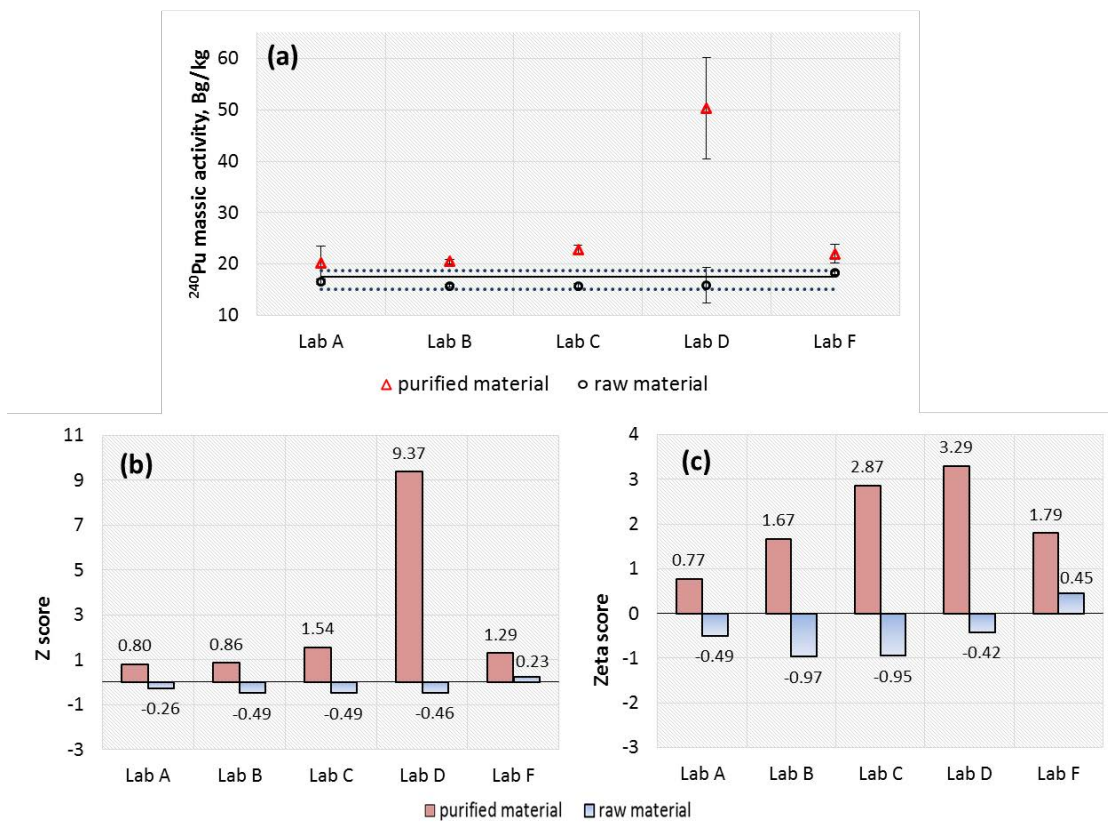 (a)
240Pu massic activity, Bg/kg
60
50
40
30
20
10
Lab A Lab B Lab C Lab D Lab F
purified material raw material
(b)
Z score
11
9
7
5
3
1
-1
-3
0.80 0.86 1.54 9.37 1.29
-0.26 -0.49 -0.49 -0.46 0.23
Lab A Lab B Lab C Lab D Lab F
(c)
Zeta score
4
3
2
1
0
-1
-2
-3
0.77 1.67 2.87 3.29 1.79
-0.49 -0.97 -0.95 -0.42 0.45
Lab A Lab B Lab C Lab D Lab F
purified material raw material